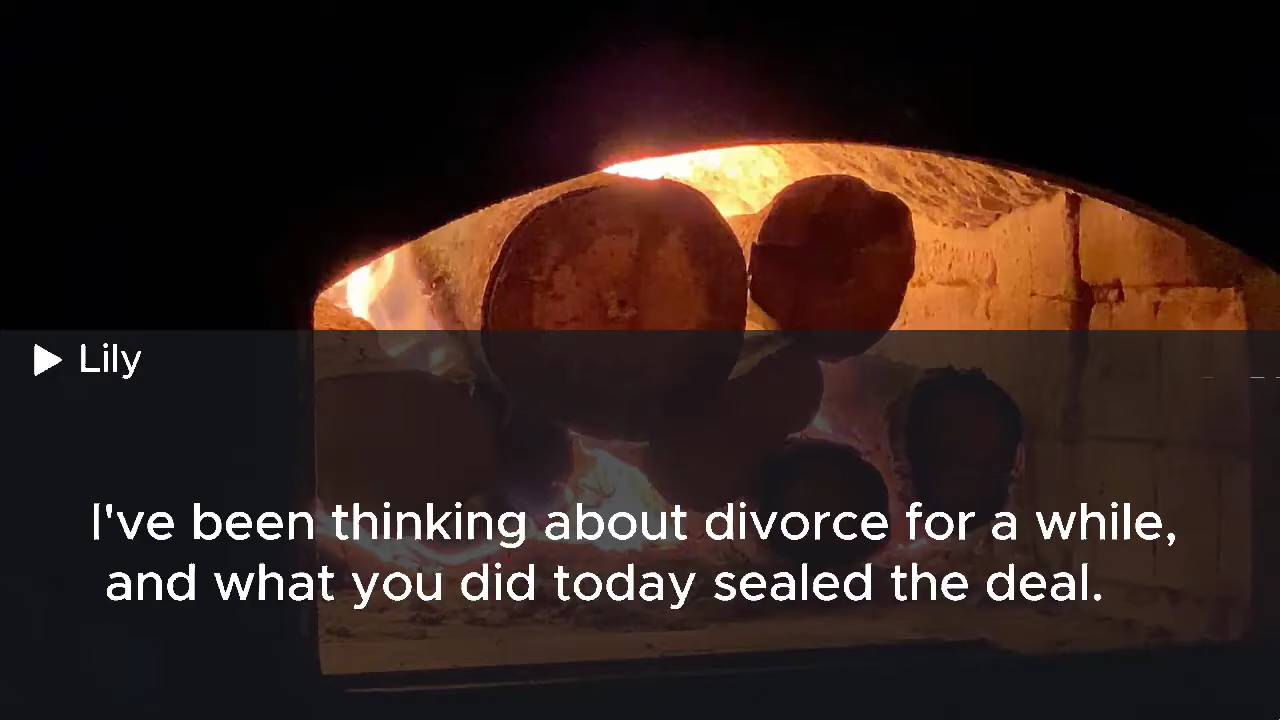 Lily
I've been thinking about divorce for a while,
and what you did today sealed the deal.